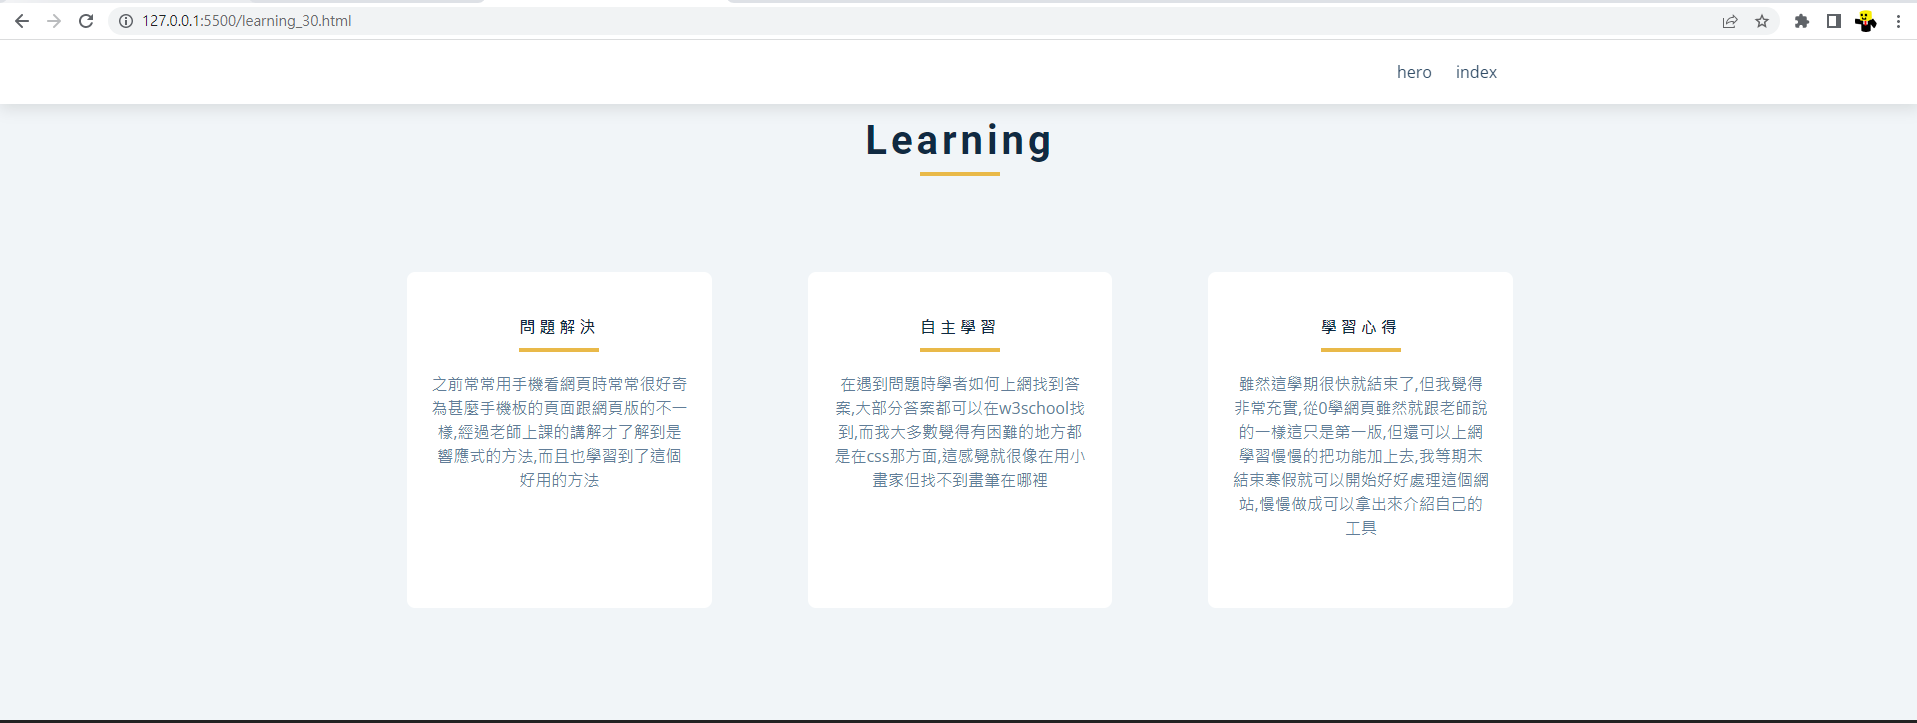 127.0.0.1:5500/learning_30.html
hero index
Learning
問題解決
之前常常用手機看網頁時常常很好奇
為甚麼手機板的頁面跟網頁版的不一
樣,經過老師上課的講解才了解到是
響應式的方法,而且也學習到了這個
好用的方法
自主學習
在遇到問題時學者如何上網找到答
案,大部分答案都可以在w3school找
到,而我大多數覺得有困難的地方都
是在css那方面,這感覺就很像在用小
畫家但找不到畫筆在哪裡
學習心得
雖然這學期很快就結束了,但我覺得
非常充實,從0學網頁雖然就跟老師說
的一樣這只是第一版,但還可以上網
學習慢慢的把功能加上去,我等期末
結束寒假就可以開始好好處理這個網
站,慢慢做成可以拿出來介紹自己的
工具